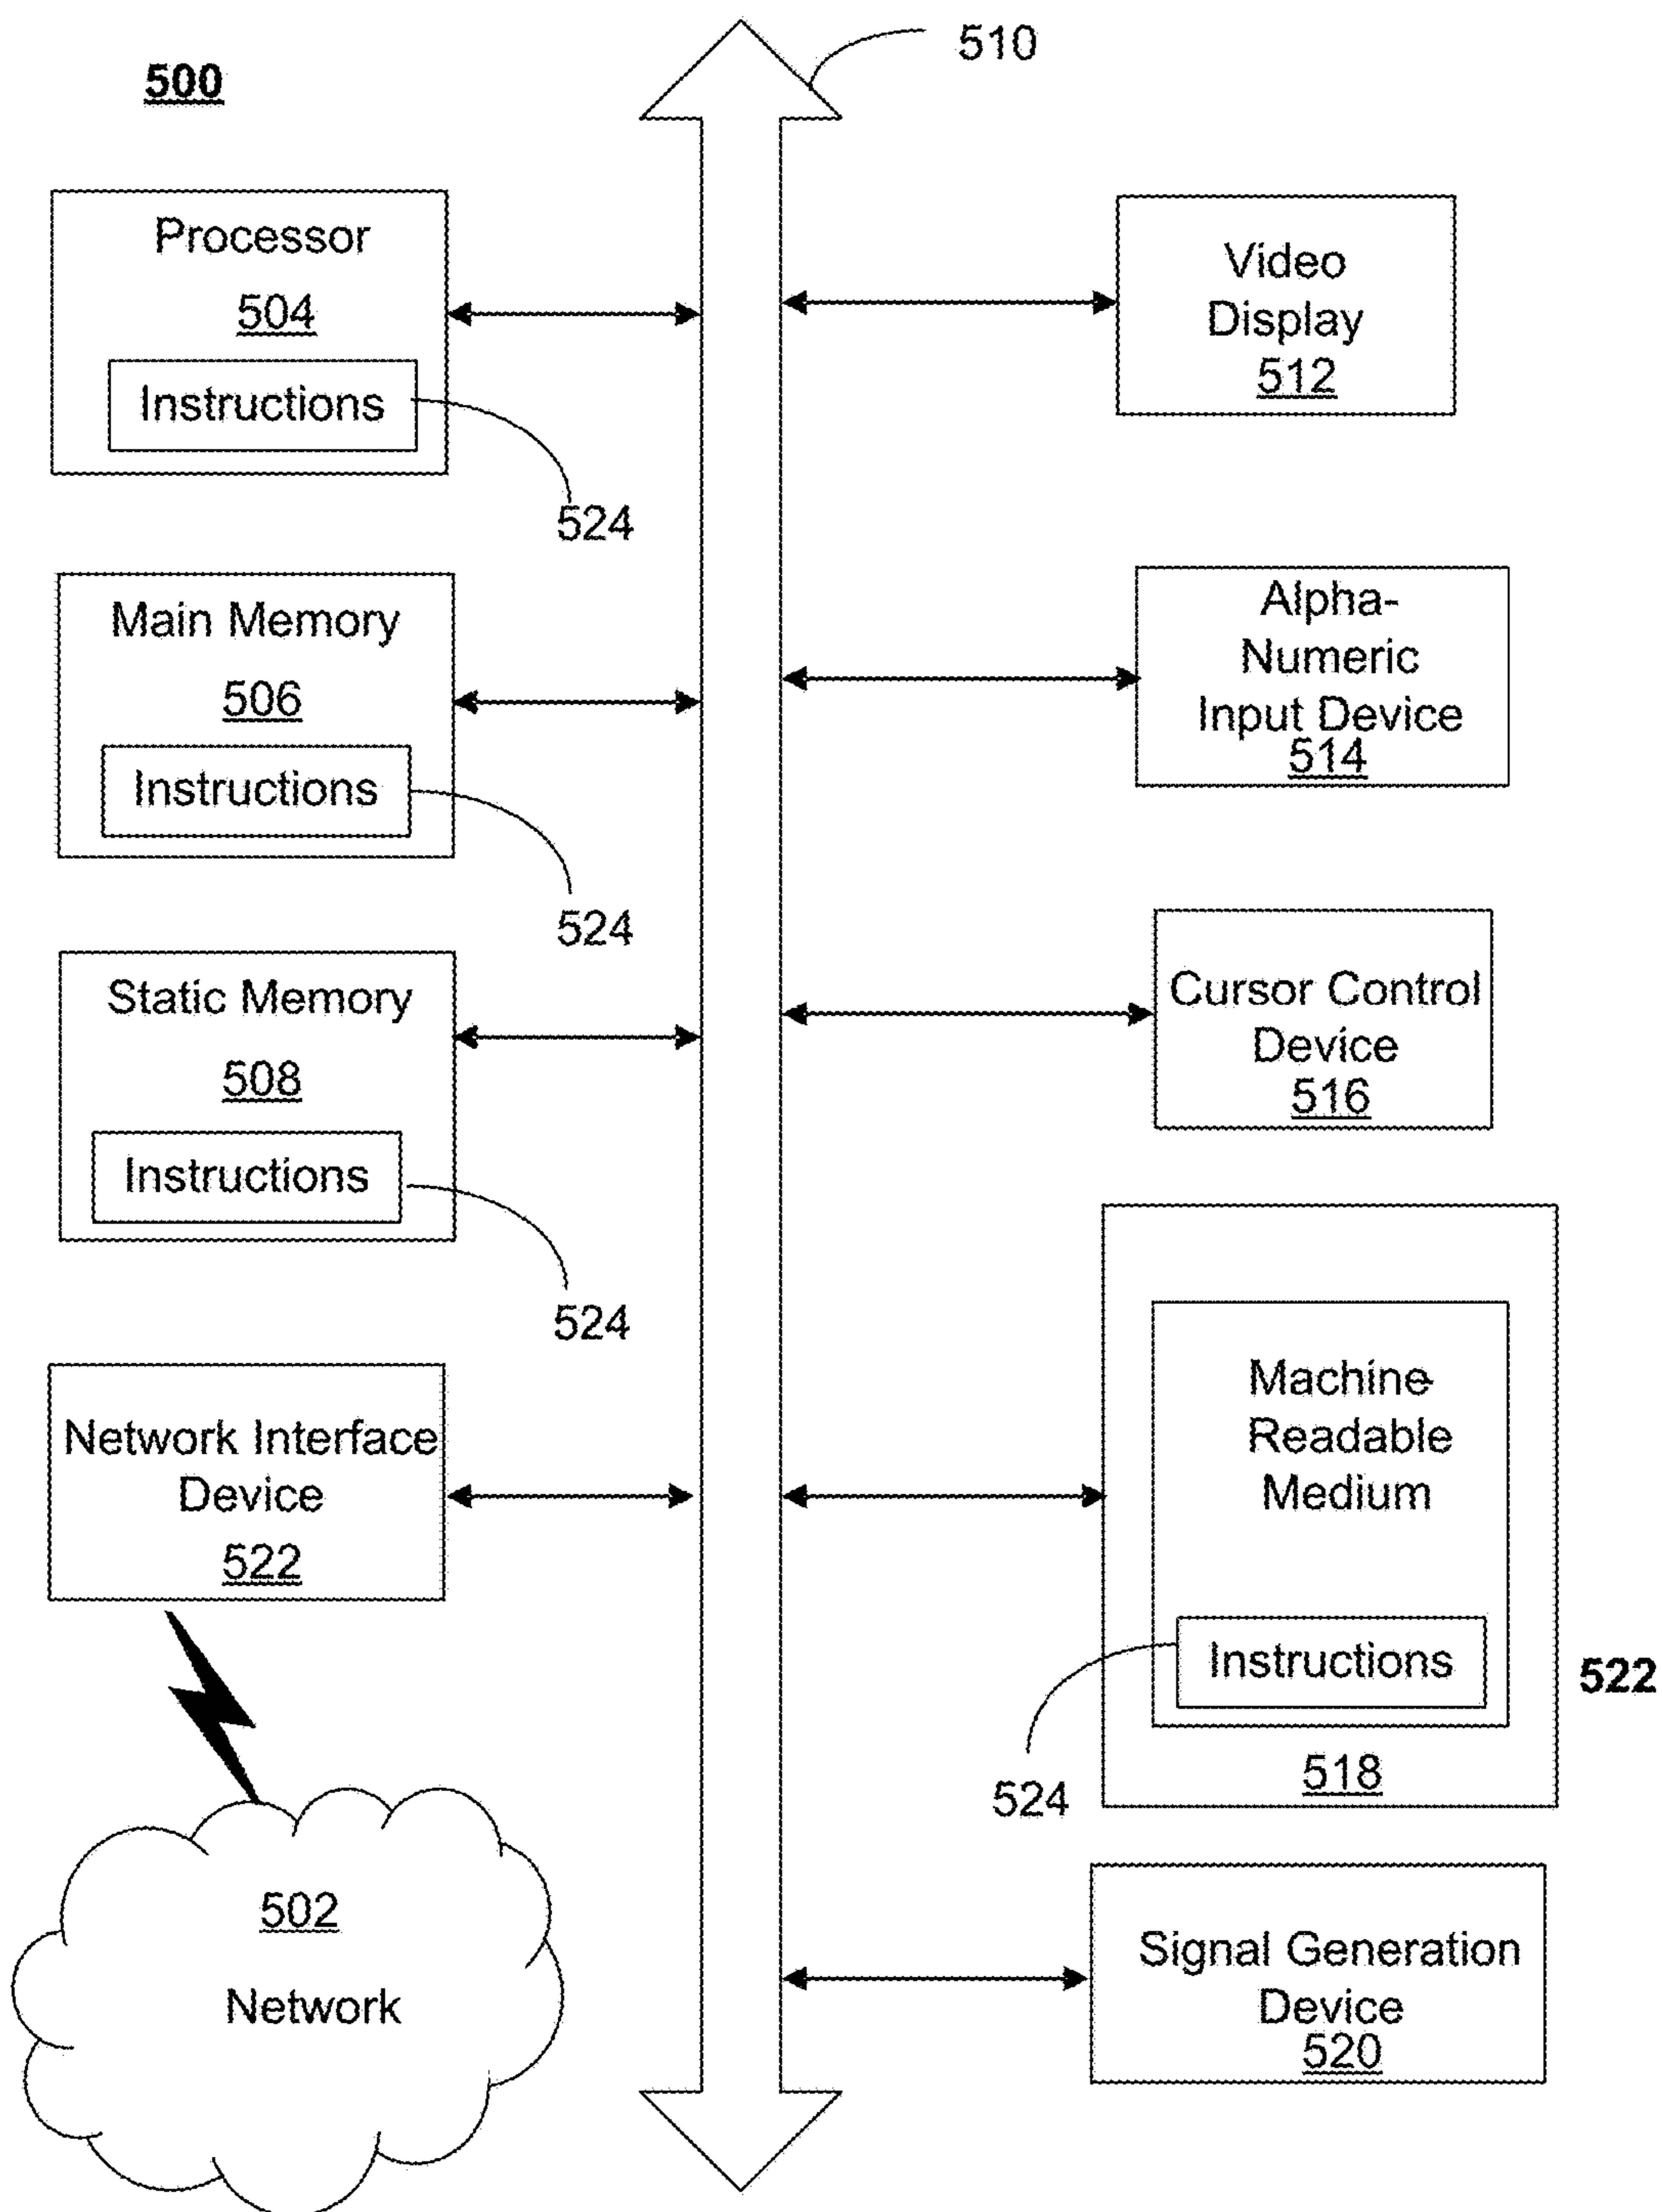 500
510
Processor
504
Instructions
524
Main Memory
506
Instructions
524
Static Memory
508
Instructions
524
Network Interface
Device
522
502
Network
Video
Display
512
Alpha-
Numeric
Input Device
514
Cursor Control
Device
516
Machine-
Readable
Medium
Instructions
524
518
522
Signal Generation
Device
520